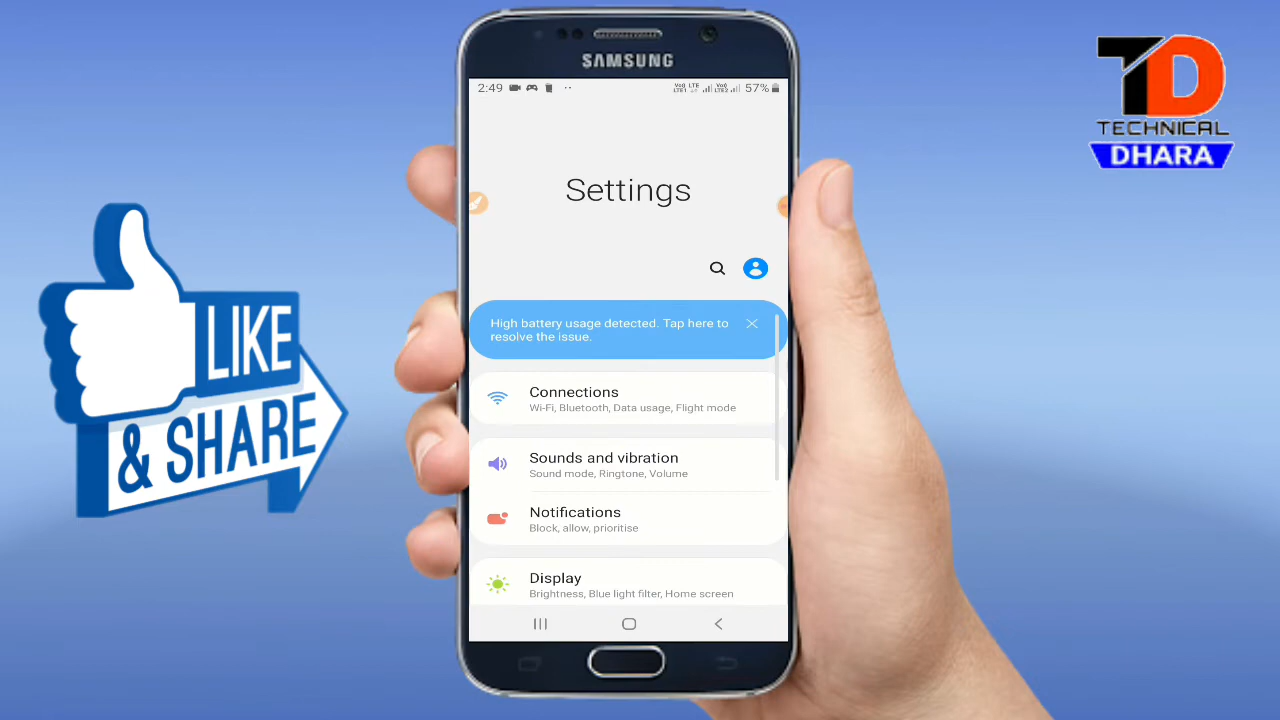 SAMSUNG
2:49
57%
Settings
High battery usage detected. Tap here to
resolve the issue.
Connections
Wi-Fi, Bluetooth, Data usage, Flight mode
Sounds and vibration
Sound mode, Ringtone, Volume
Notifications
Block, allow, prioritise
Display
Brightness, Blue light filter, Home screen
LIKE
& SHARE
TD
TECHNICAL
DHARA